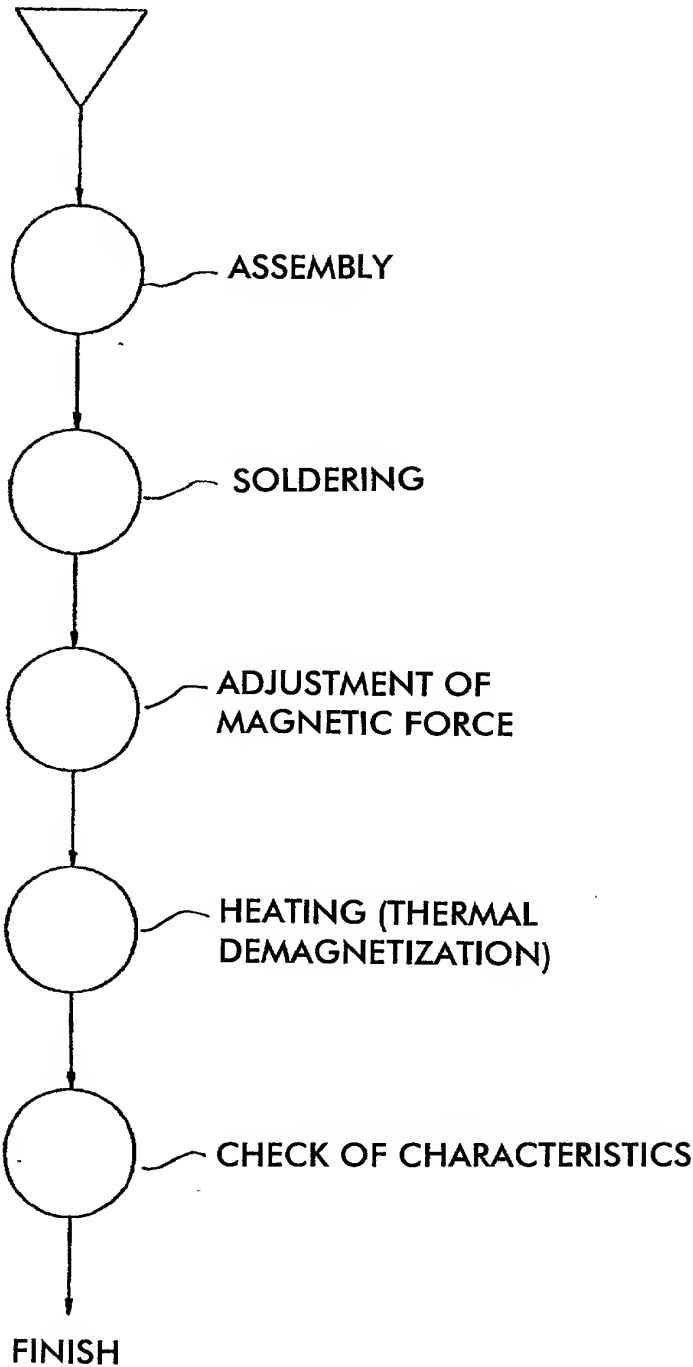 ASSEMBLY
SOLDERING
ADJUSTMENT OF
MAGNETIC FORCE
HEATING (THERMAL
DEMAGNETIZATION)
CHECK OF CHARACTERISTICS
FINISH